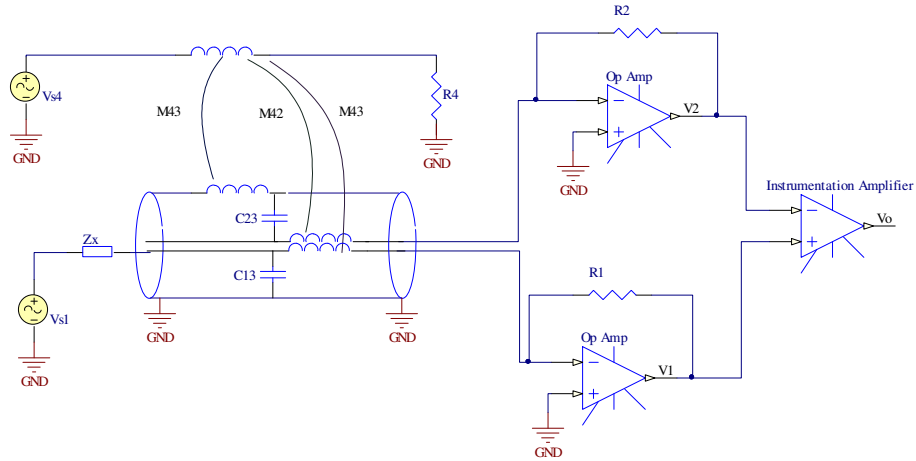 R2
Op Amp
Vs4
R4
M43
M42
M43
V2
GND
GND
GND
Instrumentation Amplifier
Vo
C23
Zx
C13
R1
Vs1
GND
GND
Op Amp
V1
GND
GND